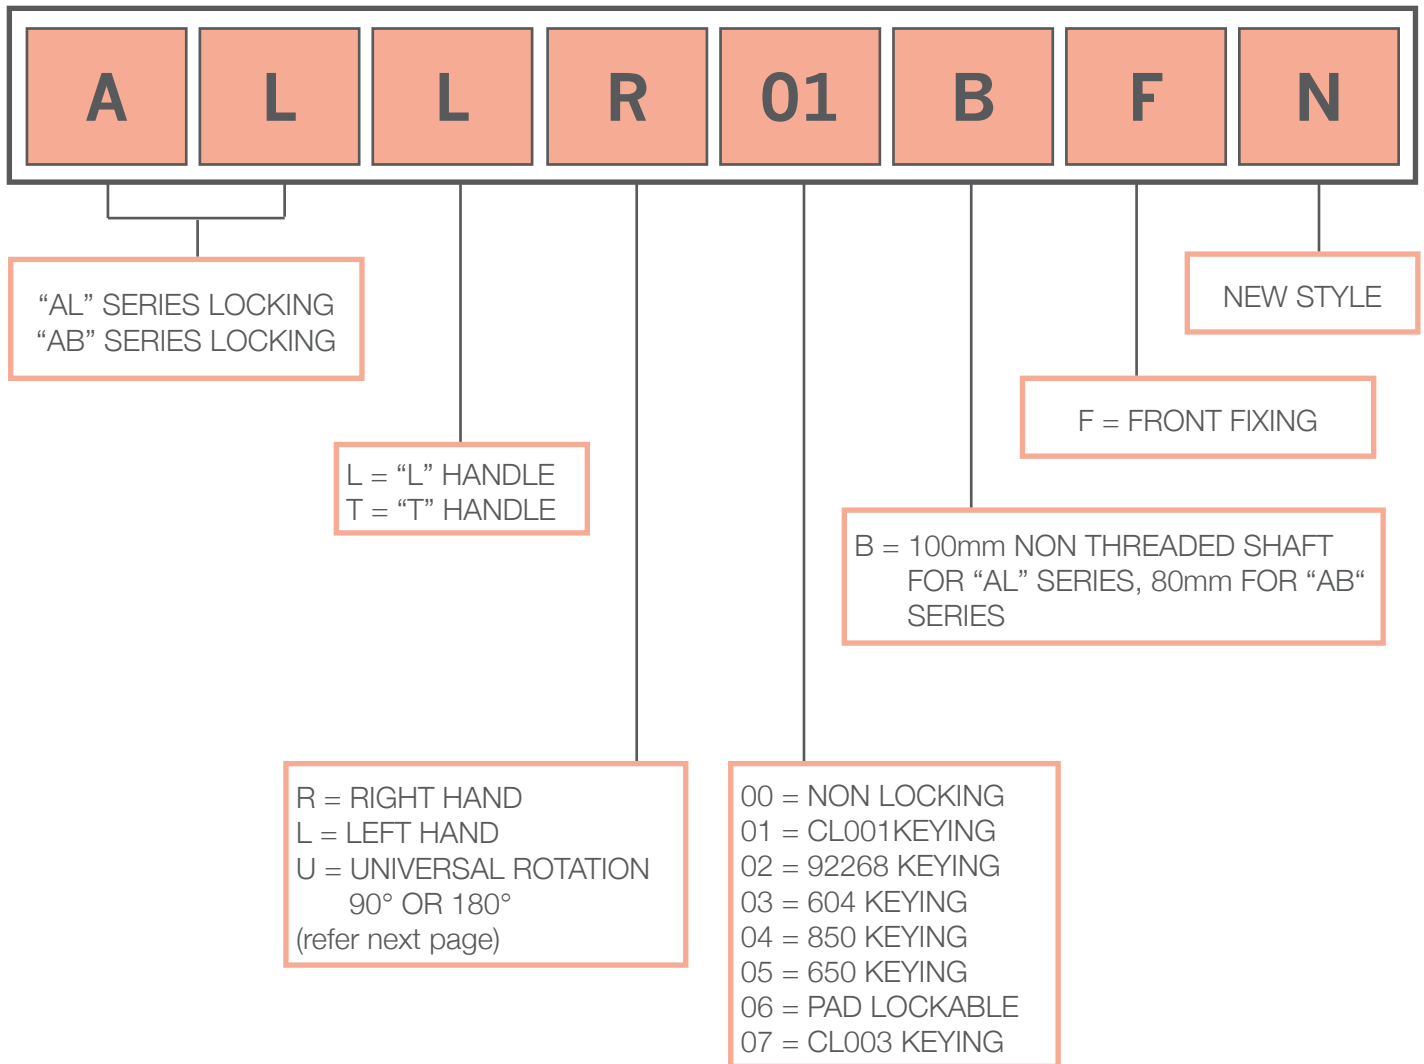 A L L R 01 B F N
“AL” SERIES LOCKING
“AB” SERIES LOCKING
NEW STYLE
F = FRONT FIXING
L = “L” HANDLE
T = “T” HANDLE
B = 100mm NON THREADED SHAFT
FOR “AL” SERIES, 80mm FOR “AB“
SERIES
R = RIGHT HAND
L = LEFT HAND
U = UNIVERSAL ROTATION
90° OR 180°
(refer next page)
00 = NON LOCKING
01 = CL001KEYING
02 = 92268 KEYING
03 = 604 KEYING
04 = 850 KEYING
05 = 650 KEYING
06 = PAD LOCKABLE
07 = CL003 KEYING